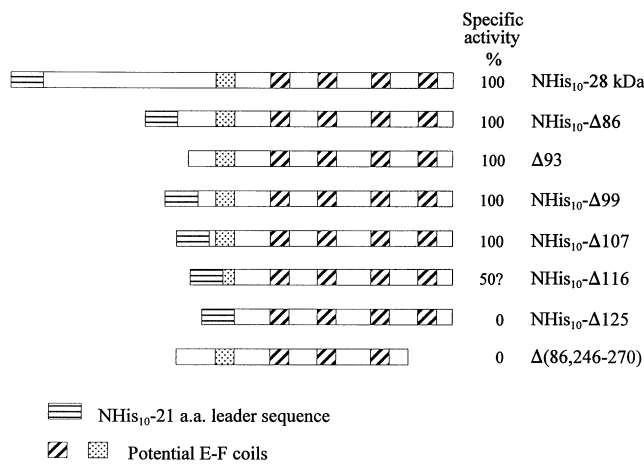 Specific
activity
%
100 NHis₁₀-28 kDa
100 NHis₁₀-Δ86
100 Δ93
100 NHis₁₀-Δ99
100 NHis₁₀-Δ107
50? NHis₁₀-Δ116
0 NHis₁₀-Δ125
0 Δ(86,246-270)
NHis₁₀-21 a.a. leader sequence
Potential E-F coils